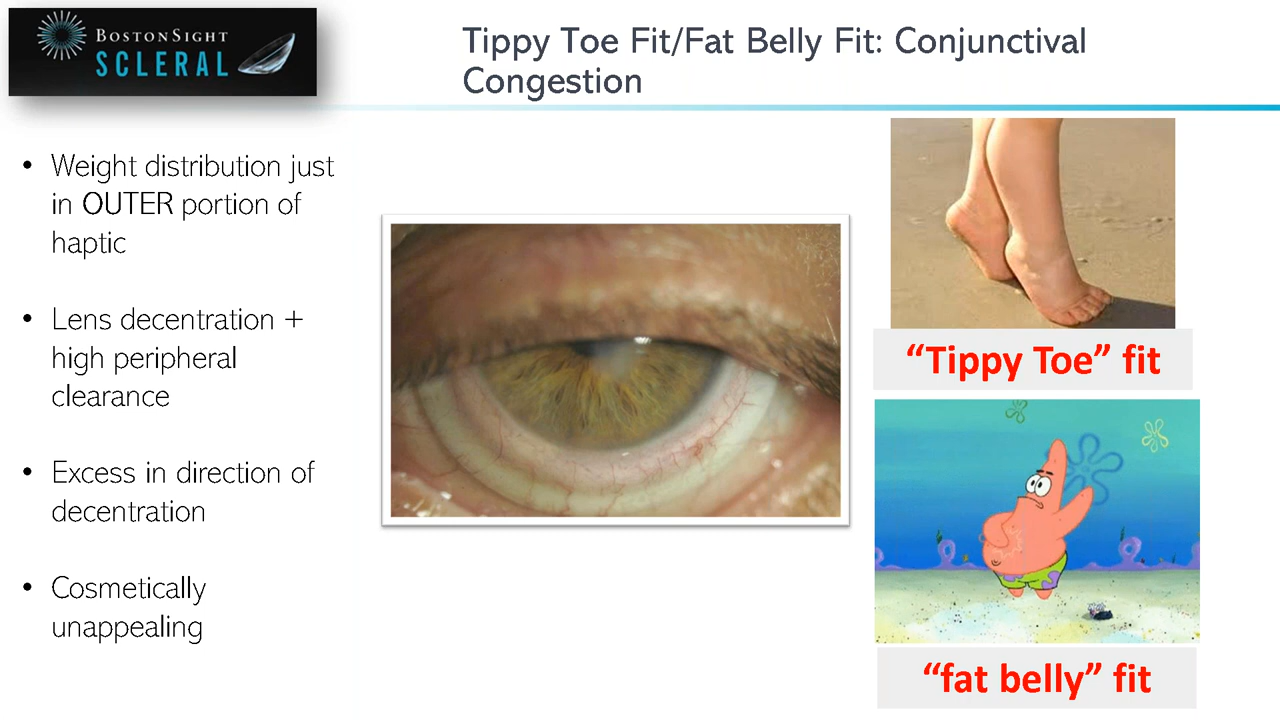 BOSTONSIGHT
SCLERAL
Tippy Toe Fit/Fat Belly Fit: Conjunctival
Congestion
• Weight distribution just
in OUTER portion of
haptic
• Lens decentration +
high peripheral
clearance
• Excess in direction of
decentration
• Cosmetically
unappealing
“Tippy Toe” fit
“fat belly” fit